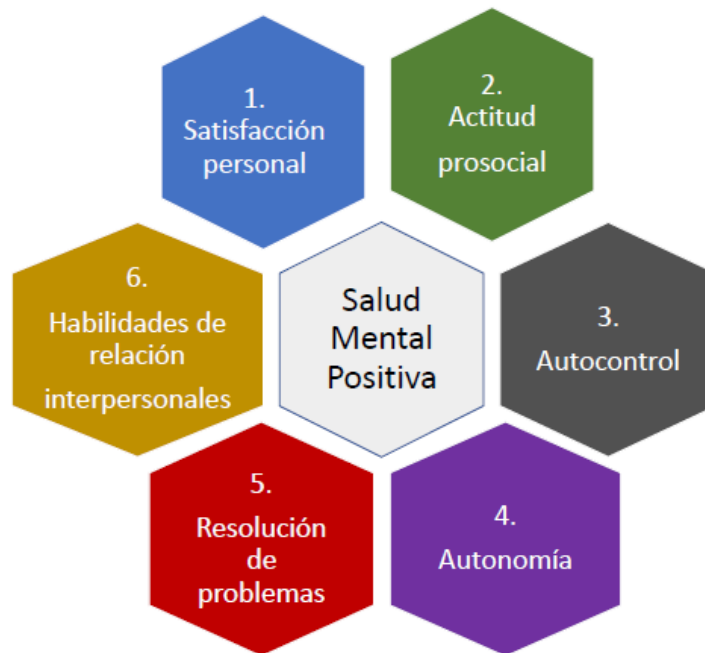 1.
Satisfacción
personal
2.
Actitud
prosocial
Salud
Mental
Positiva
3.
Autocontrol
4.
Autonomía
5.
Resolución
de
problemas
6.
Habilidades de
relación
interpersonales